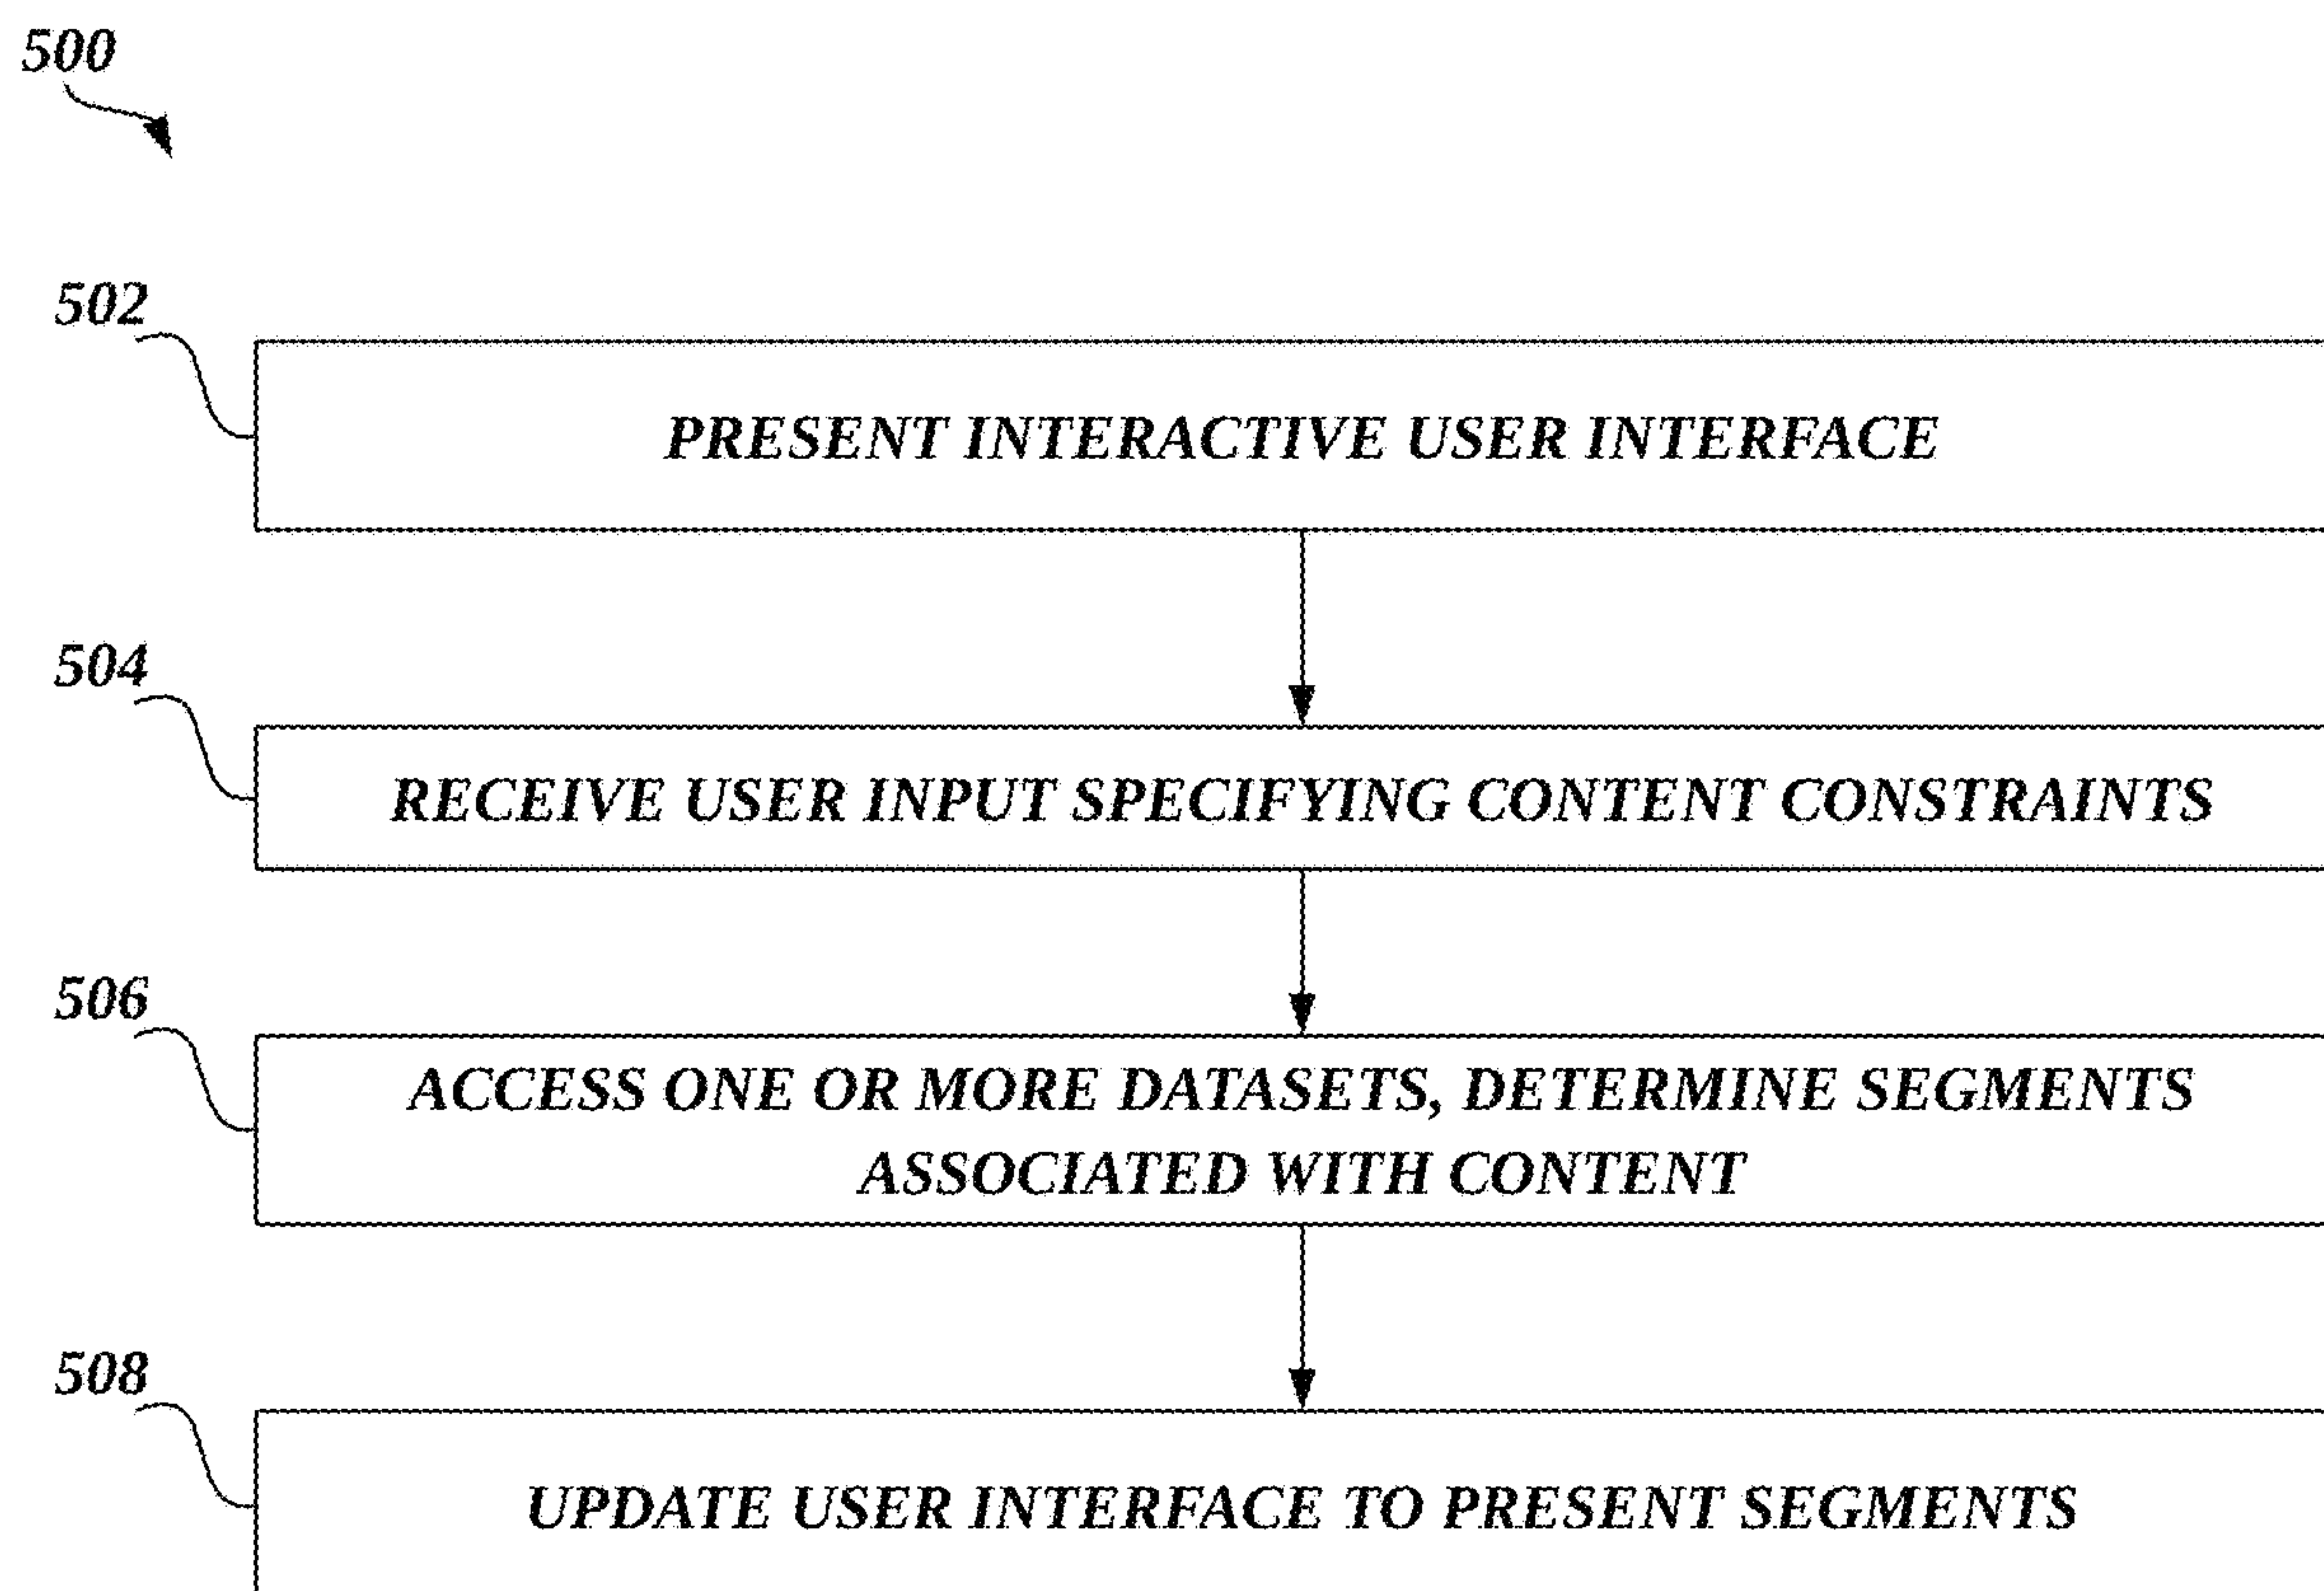 500
502
PRESENT INTERACTIVE USER INTERFACE
504
RECEIVE USER INPUT SPECIFYING CONTENT CONSTRAINTS
506
ACCESS ONE OR MORE DATASETS, DETERMINE SEGMENTS
ASSOCIATED WITH CONTENT
508
UPDATE USER INTERFACE TO PRESENT SEGMENTS